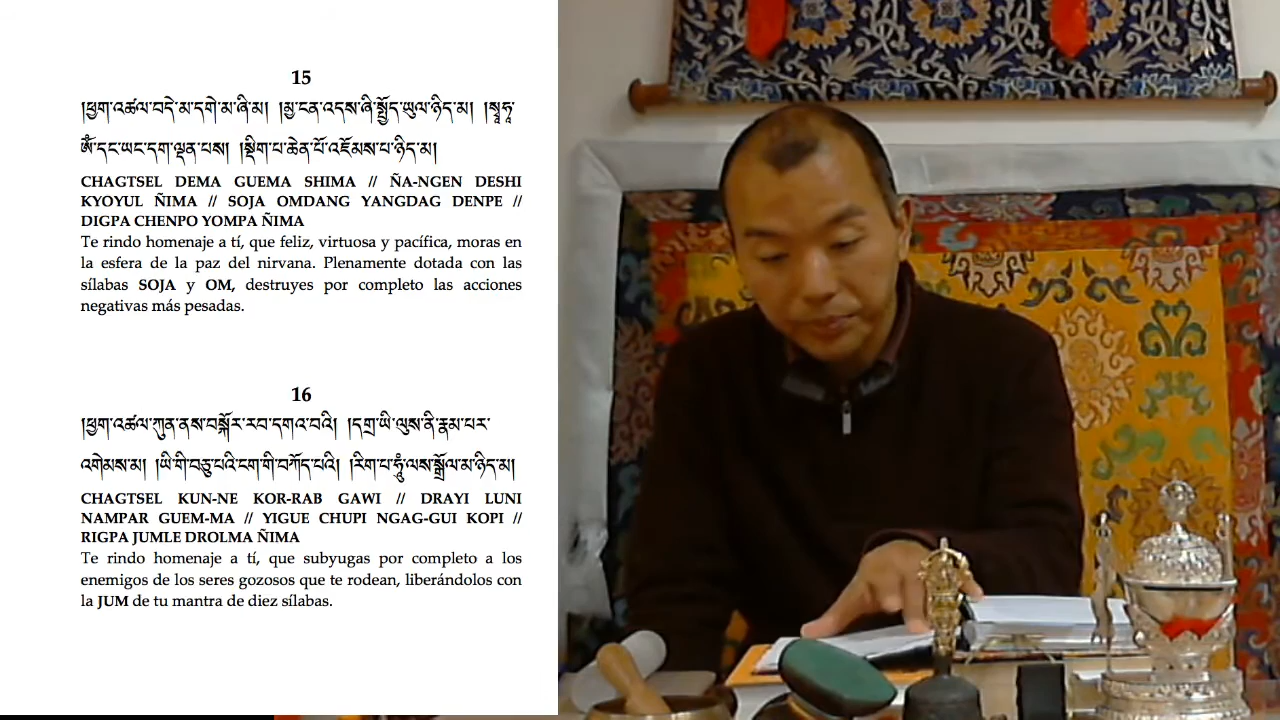 15
།ཕྱག་འཚལ་བདེ་མ་དགེ་མ་ཞི་མ། །མྱ་ངན་འདས་ཞི་སྤྱོད་ཡུལ་ཉིད་མ། །སྭཱ་ཧཱ་
ཨོཾ་དང་ཡང་དག་ལྡན་པས། །སྡིག་པ་ཆེན་པོ་འཇོམས་པ་ཉིད་མ།
CHAGTSEL DEMA GUEMA SHIMA // ÑA-NGEN DESHI
KYOYUL ÑIMA // SOJA OMDANG YANGDAG DENPE //
DIGPA CHENPO YOMPA ÑIMA
Te rindo homenaje a tí, que feliz, virtuosa y pacífica, moras en
la esfera de la paz del nirvana. Plenamente dotada con las
sílabas SOJA y OM, destruyes por completo las acciones
negativas más pesadas.
16
།ཕྱག་འཚལ་ཀུན་ནས་བསྐོར་རབ་དགའ་བའི། །དགྲ་ཡི་ལུས་ནི་རྣམ་པར་
འགེམས་མ། །ཡི་གེ་བཅུ་པའི་ངག་གི་བཀོད་པའི། །རིག་པ་ཧཱུྃ་ལས་སྒྲོལ་མ་ཉིད་མ།
CHAGTSEL KUN-NE KOR-RAB GAWI // DRAYI LUNI
NAMPAR GUEM-MA // YIGUE CHUPI NGAG-GUI KOPI //
RIGPA JUMLE DROLMA ÑIMA
Te rindo homenaje a tí, que subyugas por completo a los
enemigos de los seres gozosos que te rodean, liberándolos con
la JUM de tu mantra de diez sílabas.